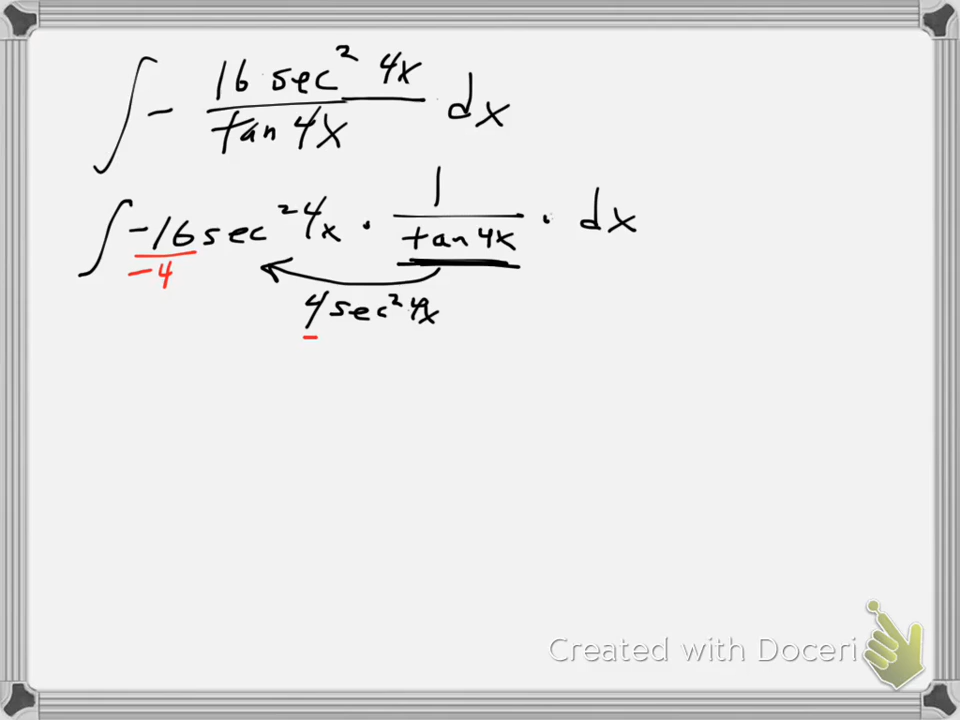 ∫ - 16 sec² 4x / tan 4x dx
∫ -16 sec² 4x · 1 / tan 4x · dx
-4
4 sec² 4x
Created with Doceri